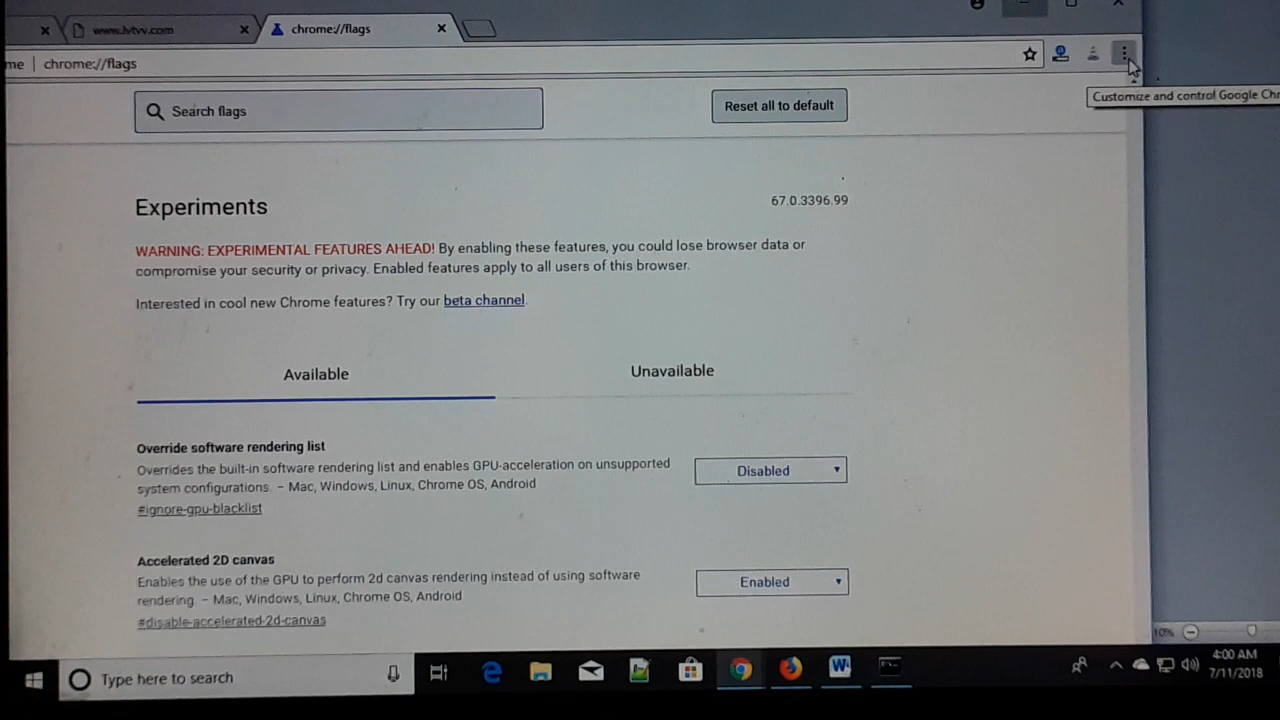 www.lvtvv.com
chrome://flags
me | chrome://flags
Customize and control Google Chr
Search flags
Reset all to default
Experiments
67.0.3396.99
WARNING: EXPERIMENTAL FEATURES AHEAD! By enabling these features, you could lose browser data or
compromise your security or privacy. Enabled features apply to all users of this browser.
Interested in cool new Chrome features? Try our beta channel.
Available
Unavailable
Override software rendering list
Overrides the built-in software rendering list and enables GPU-acceleration on unsupported
system configurations. – Mac, Windows, Linux, Chrome OS, Android
#ignore-gpu-blacklist
Disabled
Accelerated 2D canvas
Enables the use of the GPU to perform 2d canvas rendering instead of using software
rendering. – Mac, Windows, Linux, Chrome OS, Android
#disable-accelerated-2d-canvas
Enabled
10%
Type here to search
4:00 AM
7/11/2018